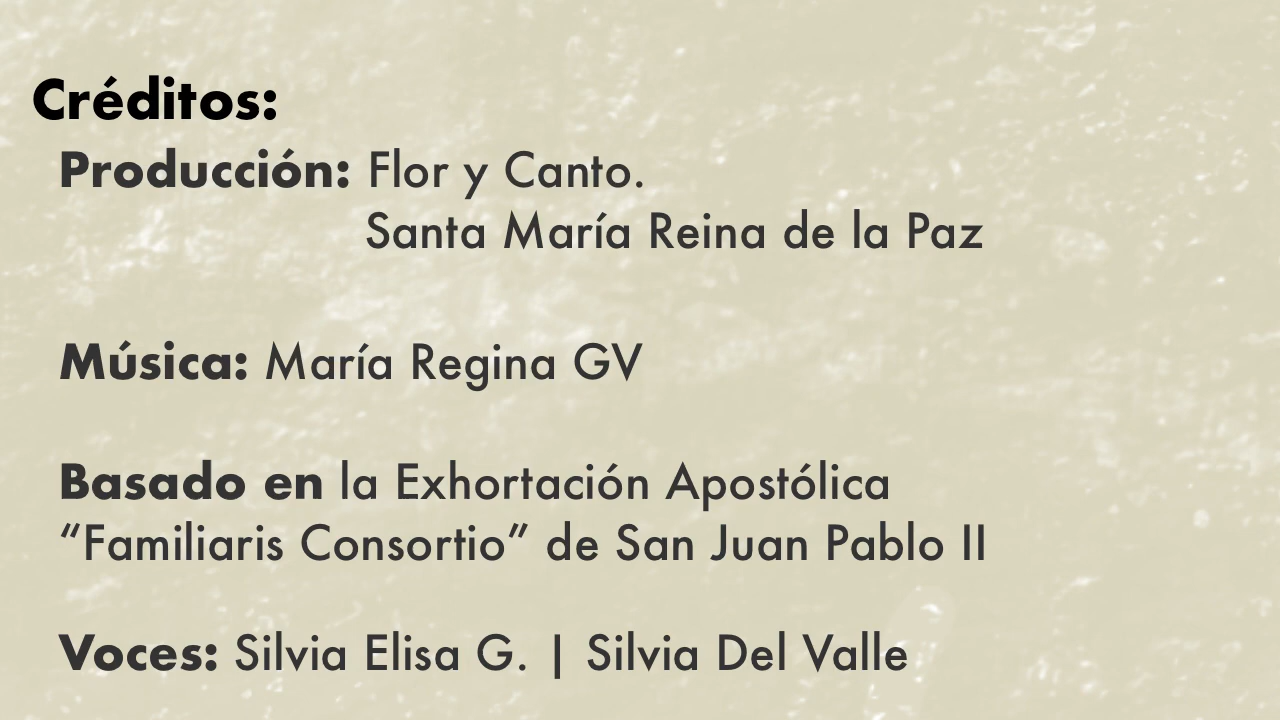 Créditos:
Producción: Flor y Canto.
Santa María Reina de la Paz
Música: María Regina GV
Basado en la Exhortación Apostólica
“Familiaris Consortio” de San Juan Pablo II
Voces: Silvia Elisa G. | Silvia Del Valle